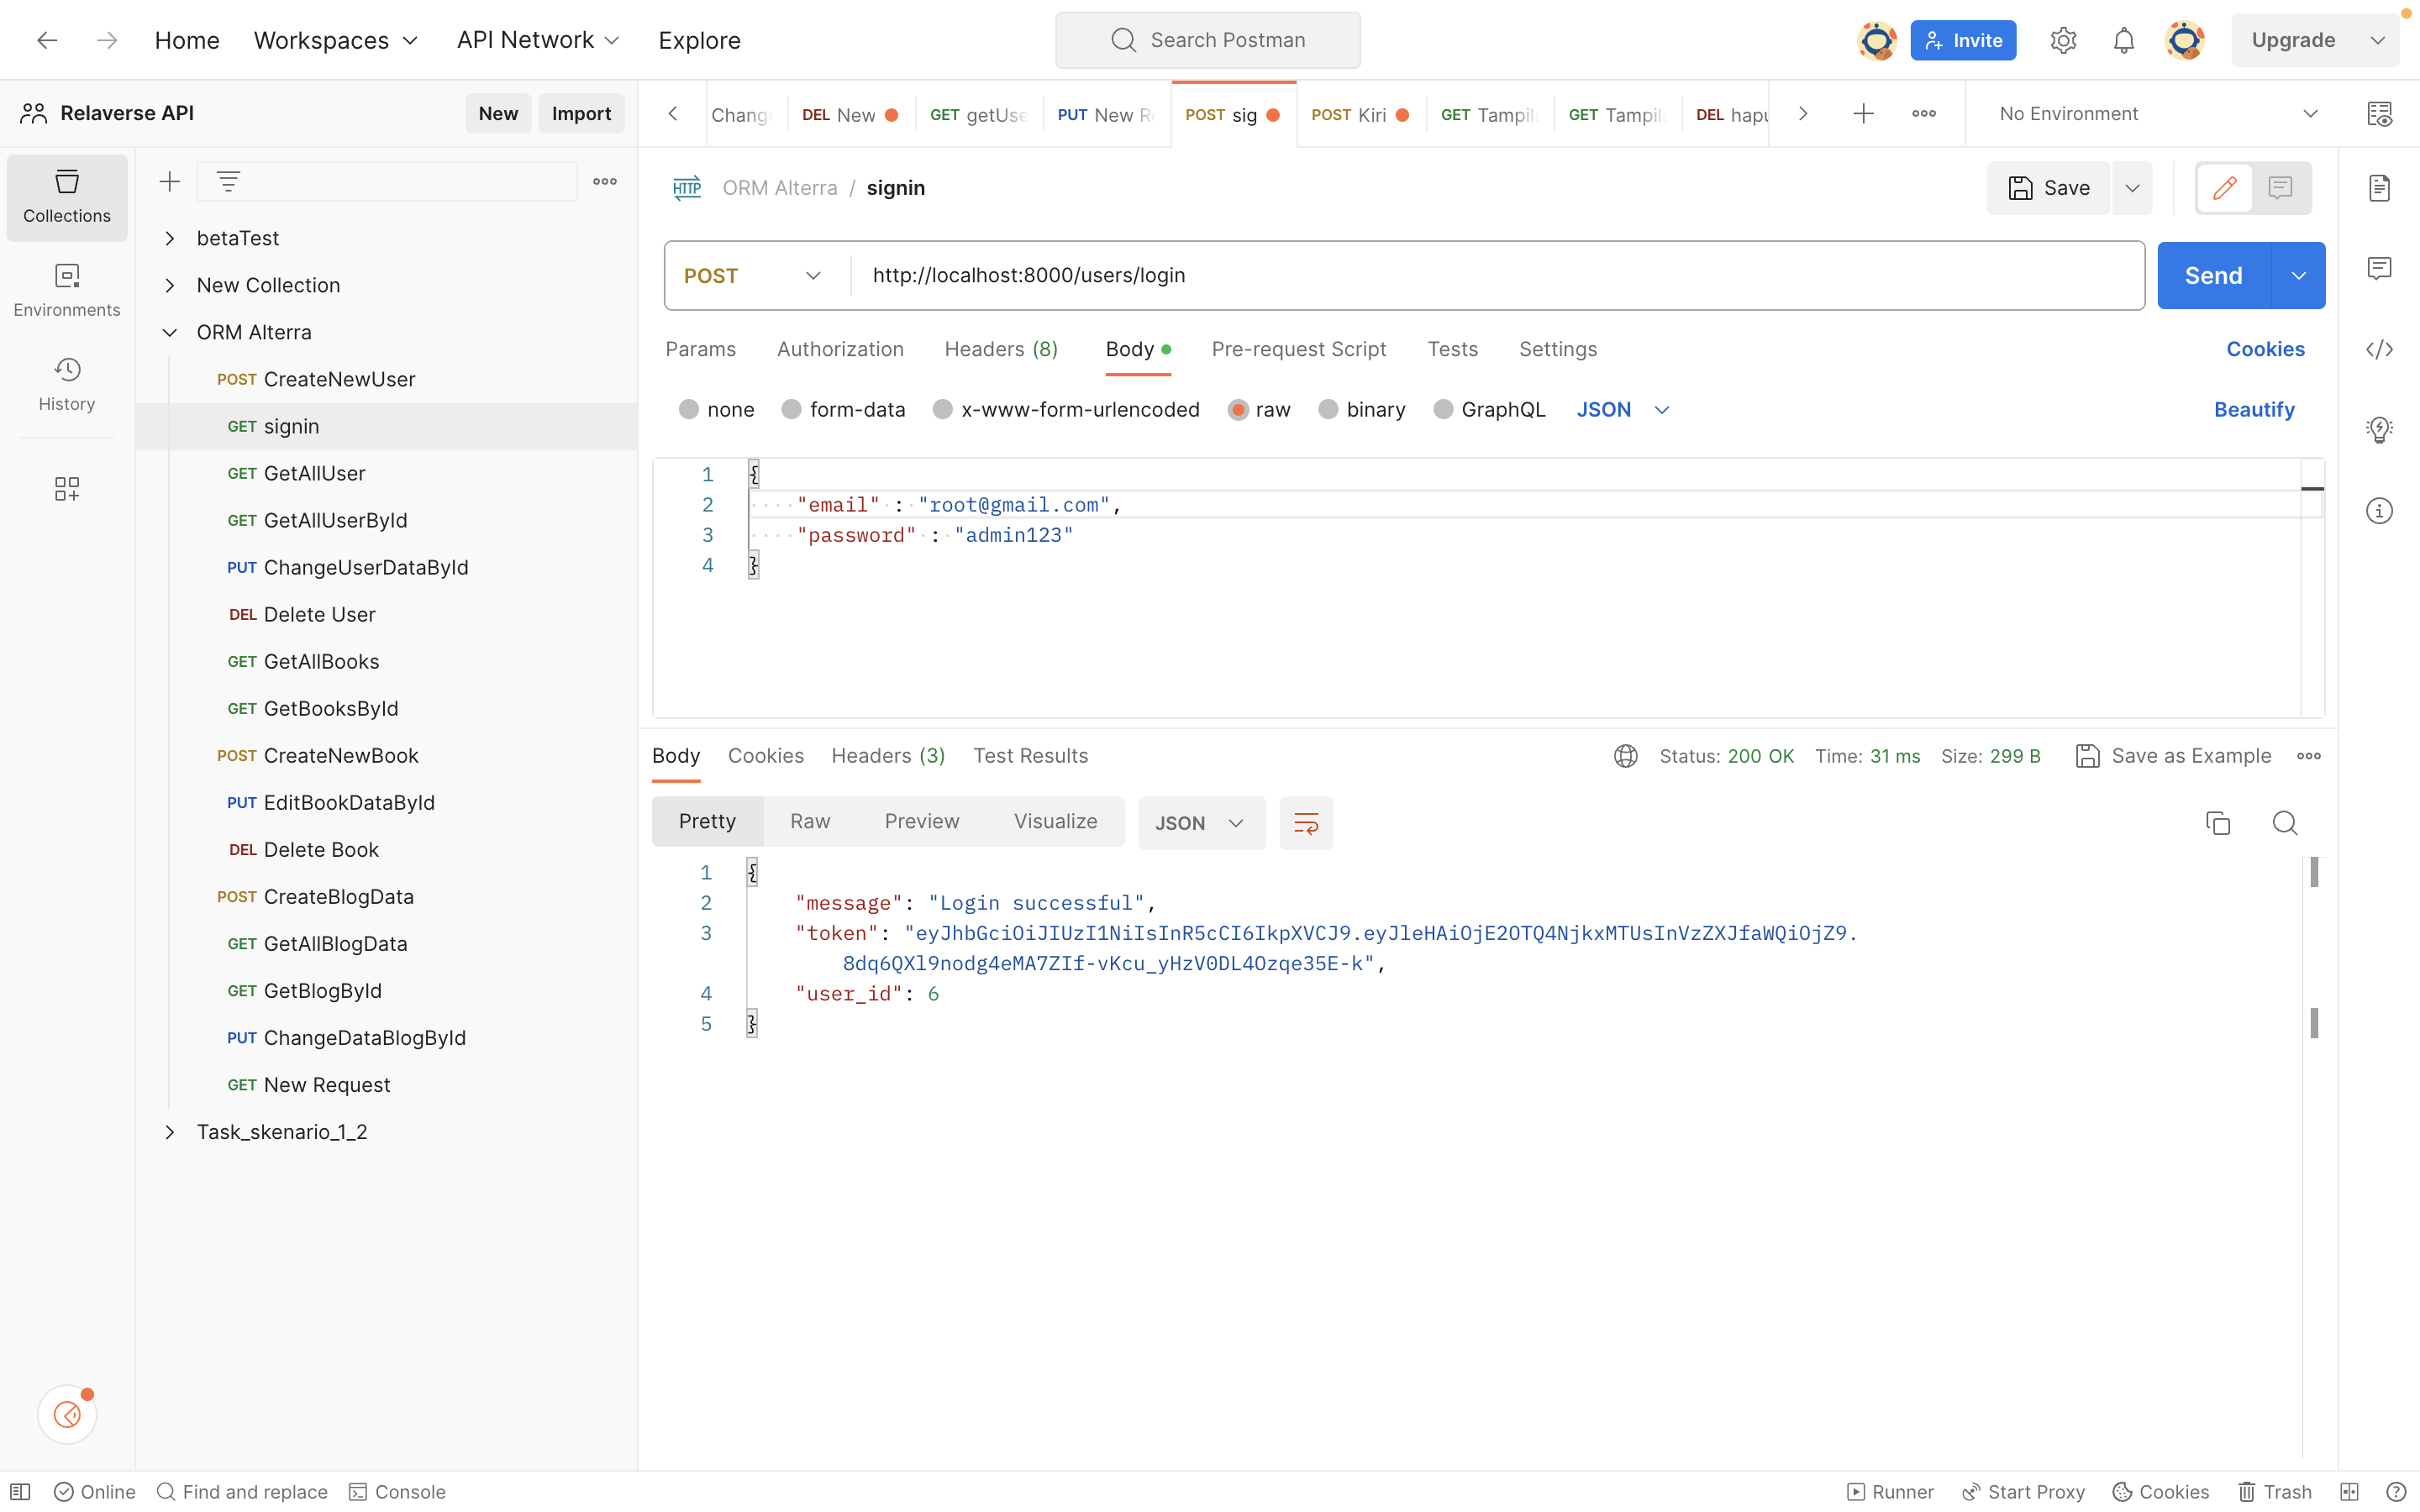 Home Workspaces API Network Explore Search Postman Invite Upgrade
Relaverse API New Import
Chang DEL New GET getUse PUT New Re POST sig POST Kiri GET Tampil GET Tampil DEL hapu No Environment
Collections
Environments
History
betaTest
New Collection
ORM Alterra
POST CreateNewUser
GET signin
GET GetAllUser
GET GetAllUserById
PUT ChangeUserDataById
DEL Delete User
GET GetAllBooks
GET GetBooksById
POST CreateNewBook
PUT EditBookDataById
DEL Delete Book
POST CreateBlogData
GET GetAllBlogData
GET GetBlogById
PUT ChangeDataBlogById
GET New Request
Task_skenario_1_2
HTTP ORM Alterra / signin Save
POST http://localhost:8000/users/login Send
Params Authorization Headers (8) Body Pre-request Script Tests Settings Cookies
none form-data x-www-form-urlencoded raw binary GraphQL JSON Beautify
1 {
2 "email" : "root@gmail.com",
3 "password" : "admin123"
4 }
Body Cookies Headers (3) Test Results Status: 200 OK Time: 31 ms Size: 299 B Save as Example
Pretty Raw Preview Visualize JSON
1 {
2 "message": "Login successful",
3 "token": "eyJhbGciOiJIUzI1NiIsInR5cCI6IkpXVCJ9.eyJleHAiOjE2OTQ4NjkxMTUsInVzZXJfaWQiOjZ9.
8dq6QXl9nodg4eMA7ZIf-vKcu_yHzV0DL4Ozqe35E-k",
4 "user_id": 6
5 }
Online Find and replace Console Runner Start Proxy Cookies Trash